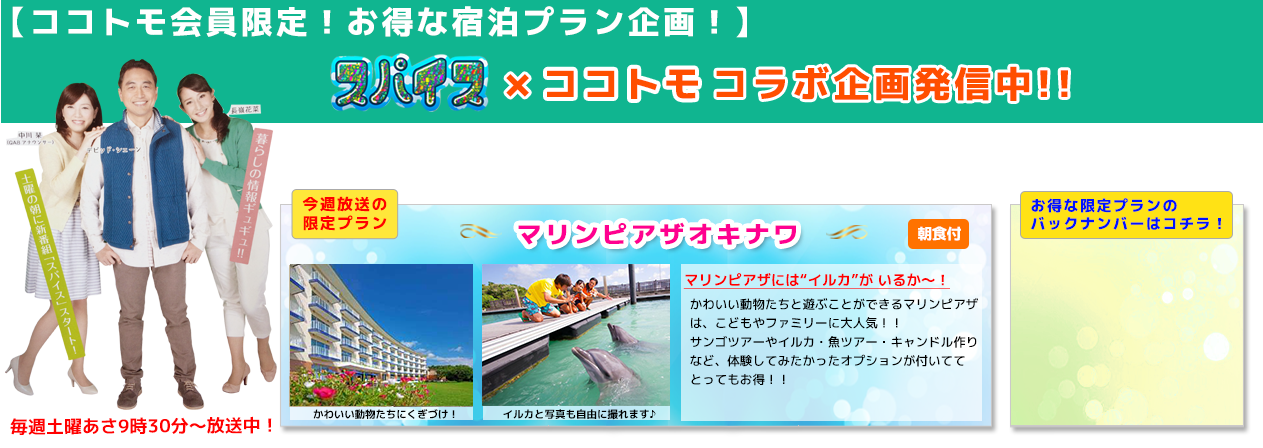 【ココトモ会員限定！お得な宿泊プラン企画！】
スパイス × ココトモ コラボ企画発信中!!
中川 栞
(QABアナウンサー)
デビッド・シェーン
長嶺花菜
土曜の朝に新番組「スパイス」スタート！
暮らしの情報ギュギュ!!
毎週土曜あさ9時30分～放送中！
今週放送の
限定プラン
マリンピアザオキナワ
朝食付
かわいい動物たちにくぎづけ！
イルカと写真も自由に撮れます♪
マリンピアザには“イルカ”が いるか～！
かわいい動物たちと遊ぶことができるマリンピアザ
は、こどもやファミリーに大人気！！
サンゴツアーやイルカ・魚ツアー・キャンドル作り
など、体験してみたかったオプションが付いてて
とってもお得！！
お得な限定プランの
バックナンバーはコチラ！